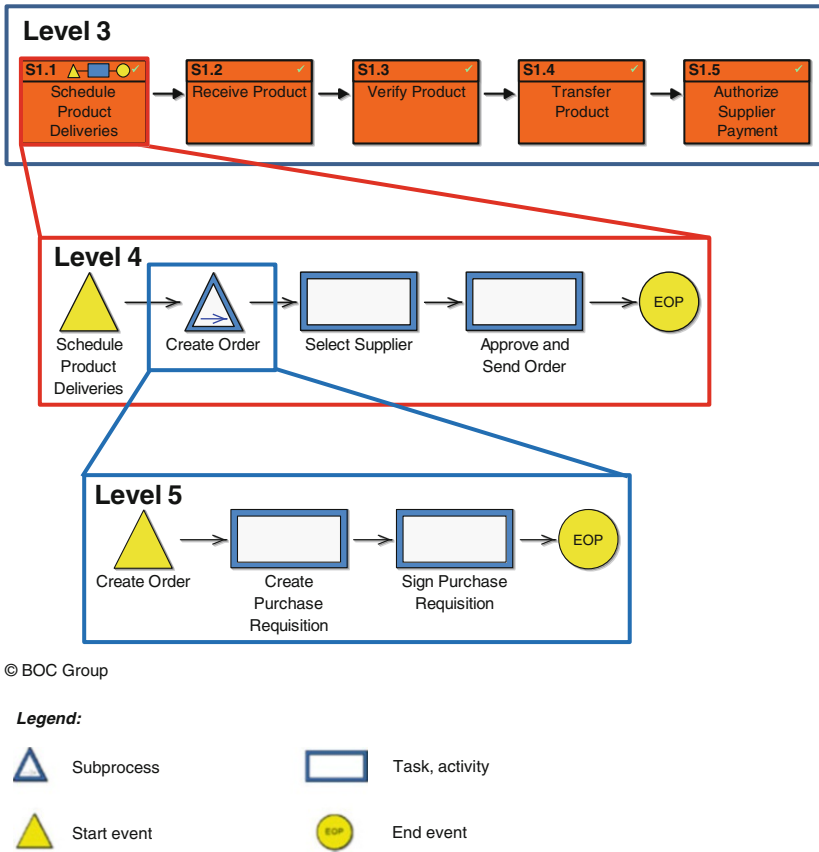 Level 3
S1.1
Schedule
Product
Deliveries
S1.2
Receive Product
S1.3
Verify Product
S1.4
Transfer
Product
S1.5
Authorize
Supplier
Payment
Level 4
Schedule
Product
Deliveries
Create Order
Select Supplier
Approve and
Send Order
EOP
Level 5
Create Order
Create
Purchase
Requisition
Sign Purchase
Requisition
EOP
© BOC Group
Legend:
Subprocess
Task, activity
Start event
EOP
End event